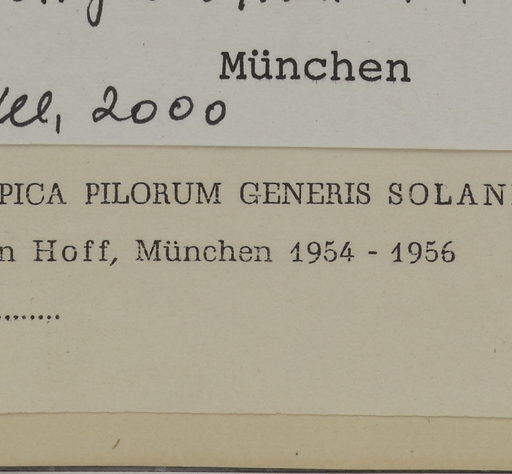 München
2000
PICA PILORUM GENERIS SOLAN
n Hoff, München 1954 - 1956